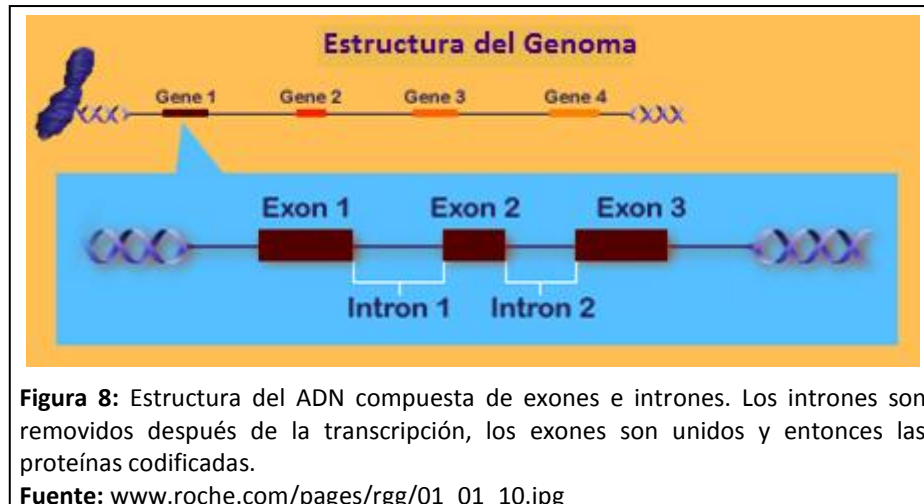 Estructura del Genoma
Gene 1 Gene 2 Gene 3 Gene 4
Exon 1 Exon 2 Exon 3
Intron 1 Intron 2
Figura 8: Estructura del ADN compuesta de exones e intrones. Los intrones son
removidos después de la transcripción, los exones son unidos y entonces las
proteínas codificadas.
Fuente: www.roche.com/pages/rgg/01_01_10.jpg